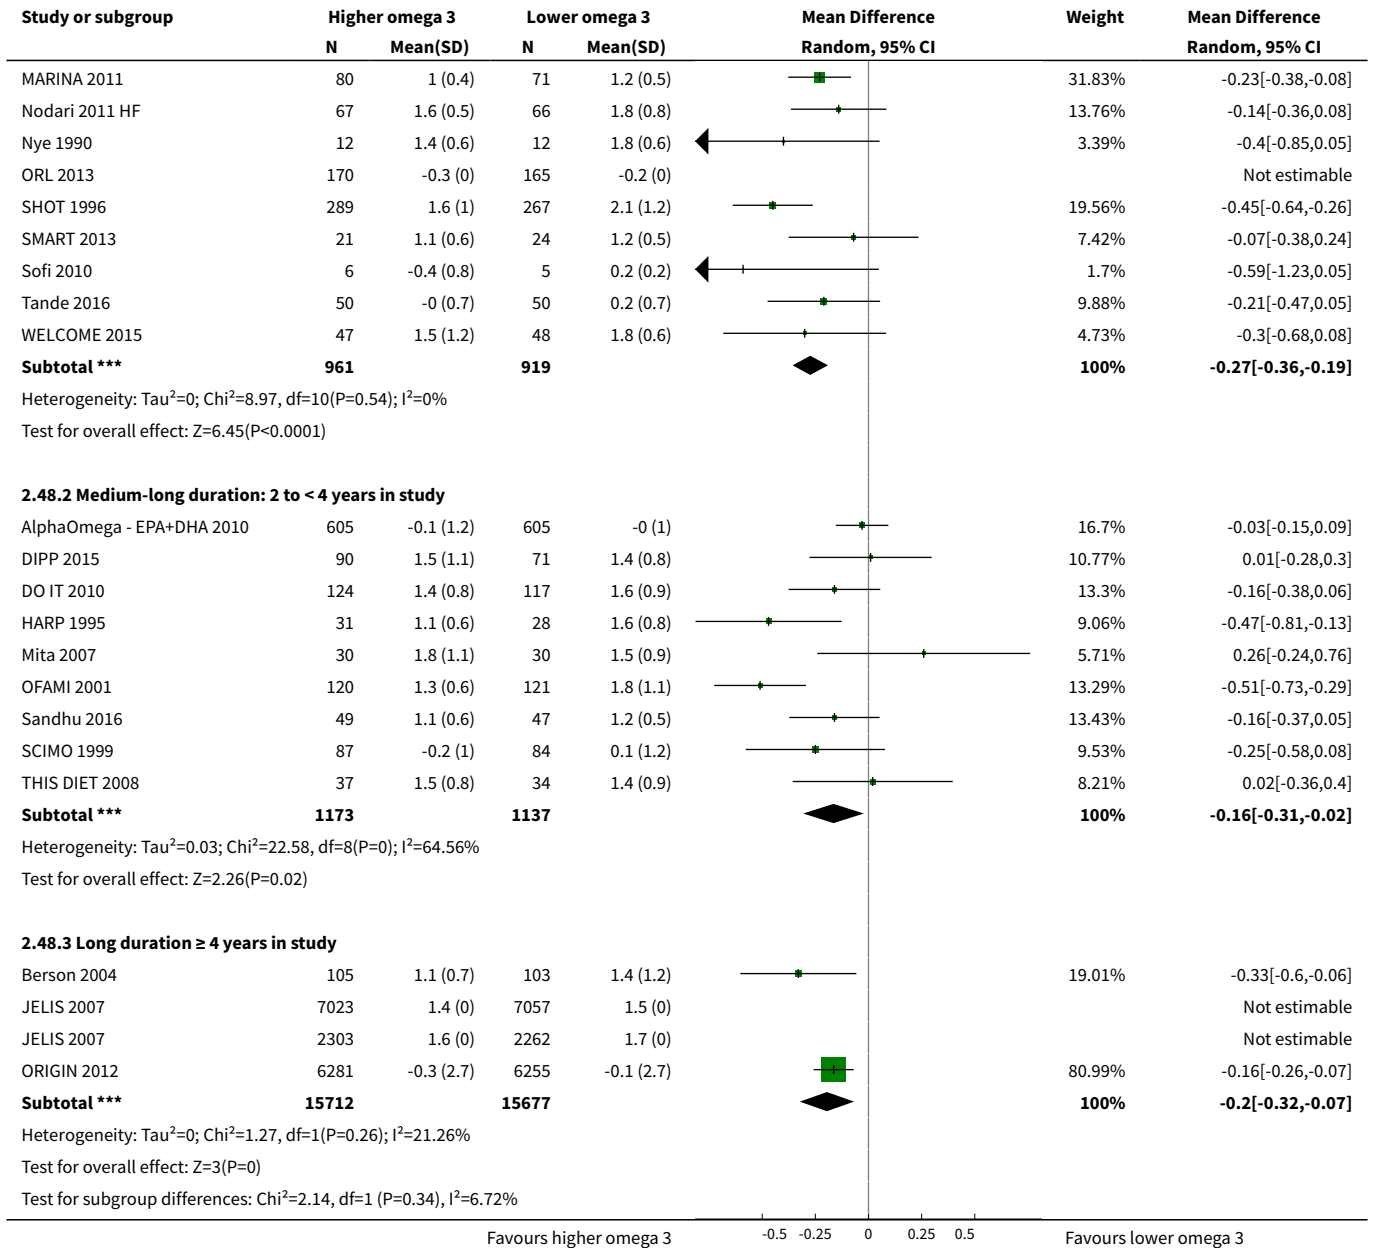 Study or subgroup Higher omega 3 Lower omega 3 Mean Difference Weight Mean Difference
N Mean(SD) N Mean(SD) Random, 95% CI Random, 95% CI
MARINA 2011 80 1 (0.4) 71 1.2 (0.5) 31.83% -0.23[-0.38,-0.08]
Nodari 2011 HF 67 1.6 (0.5) 66 1.8 (0.8) 13.76% -0.14[-0.36,0.08]
Nye 1990 12 1.4 (0.6) 12 1.8 (0.6) 3.39% -0.4[-0.85,0.05]
ORL 2013 170 -0.3 (0) 165 -0.2 (0) Not estimable
SHOT 1996 289 1.6 (1) 267 2.1 (1.2) 19.56% -0.45[-0.64,-0.26]
SMART 2013 21 1.1 (0.6) 24 1.2 (0.5) 7.42% -0.07[-0.38,0.24]
Sofi 2010 6 -0.4 (0.8) 5 0.2 (0.2) 1.7% -0.59[-1.23,0.05]
Tande 2016 50 -0 (0.7) 50 0.2 (0.7) 9.88% -0.21[-0.47,0.05]
WELCOME 2015 47 1.5 (1.2) 48 1.8 (0.6) 4.73% -0.3[-0.68,0.08]
Subtotal *** 961 919 100% -0.27[-0.36,-0.19]
Heterogeneity: Tau²=0; Chi²=8.97, df=10(P=0.54); I²=0%
Test for overall effect: Z=6.45(P<0.0001)
2.48.2 Medium-long duration: 2 to < 4 years in study
AlphaOmega - EPA+DHA 2010 605 -0.1 (1.2) 605 -0 (1) 16.7% -0.03[-0.15,0.09]
DIPP 2015 90 1.5 (1.1) 71 1.4 (0.8) 10.77% 0.01[-0.28,0.3]
DO IT 2010 124 1.4 (0.8) 117 1.6 (0.9) 13.3% -0.16[-0.38,0.06]
HARP 1995 31 1.1 (0.6) 28 1.6 (0.8) 9.06% -0.47[-0.81,-0.13]
Mita 2007 30 1.8 (1.1) 30 1.5 (0.9) 5.71% 0.26[-0.24,0.76]
OFAMI 2001 120 1.3 (0.6) 121 1.8 (1.1) 13.29% -0.51[-0.73,-0.29]
Sandhu 2016 49 1.1 (0.6) 47 1.2 (0.5) 13.43% -0.16[-0.37,0.05]
SCIMO 1999 87 -0.2 (1) 84 0.1 (1.2) 9.53% -0.25[-0.58,0.08]
THIS DIET 2008 37 1.5 (0.8) 34 1.4 (0.9) 8.21% 0.02[-0.36,0.4]
Subtotal *** 1173 1137 100% -0.16[-0.31,-0.02]
Heterogeneity: Tau²=0.03; Chi²=22.58, df=8(P=0); I²=64.56%
Test for overall effect: Z=2.26(P=0.02)
2.48.3 Long duration ≥ 4 years in study
Berson 2004 105 1.1 (0.7) 103 1.4 (1.2) 19.01% -0.33[-0.6,-0.06]
JELIS 2007 7023 1.4 (0) 7057 1.5 (0) Not estimable
JELIS 2007 2303 1.6 (0) 2262 1.7 (0) Not estimable
ORIGIN 2012 6281 -0.3 (2.7) 6255 -0.1 (2.7) 80.99% -0.16[-0.26,-0.07]
Subtotal *** 15712 15677 100% -0.2[-0.32,-0.07]
Heterogeneity: Tau²=0; Chi²=1.27, df=1(P=0.26); I²=21.26%
Test for overall effect: Z=3(P=0)
Test for subgroup differences: Chi²=2.14, df=1 (P=0.34), I²=6.72%
Favours higher omega 3 -0.5 -0.25 0 0.25 0.5 Favours lower omega 3